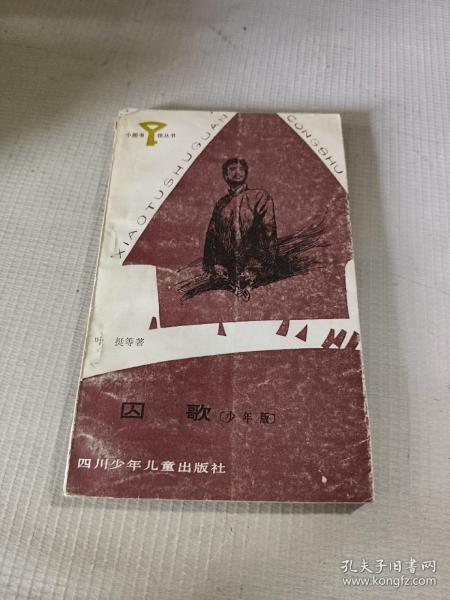 小图书馆丛书
XIAOTUSHUGUAN
CONGSHU
叶 挺等著
囚 歌〔少年版〕
四川少年儿童出版社
孔夫子旧书网
www.kongfz.com